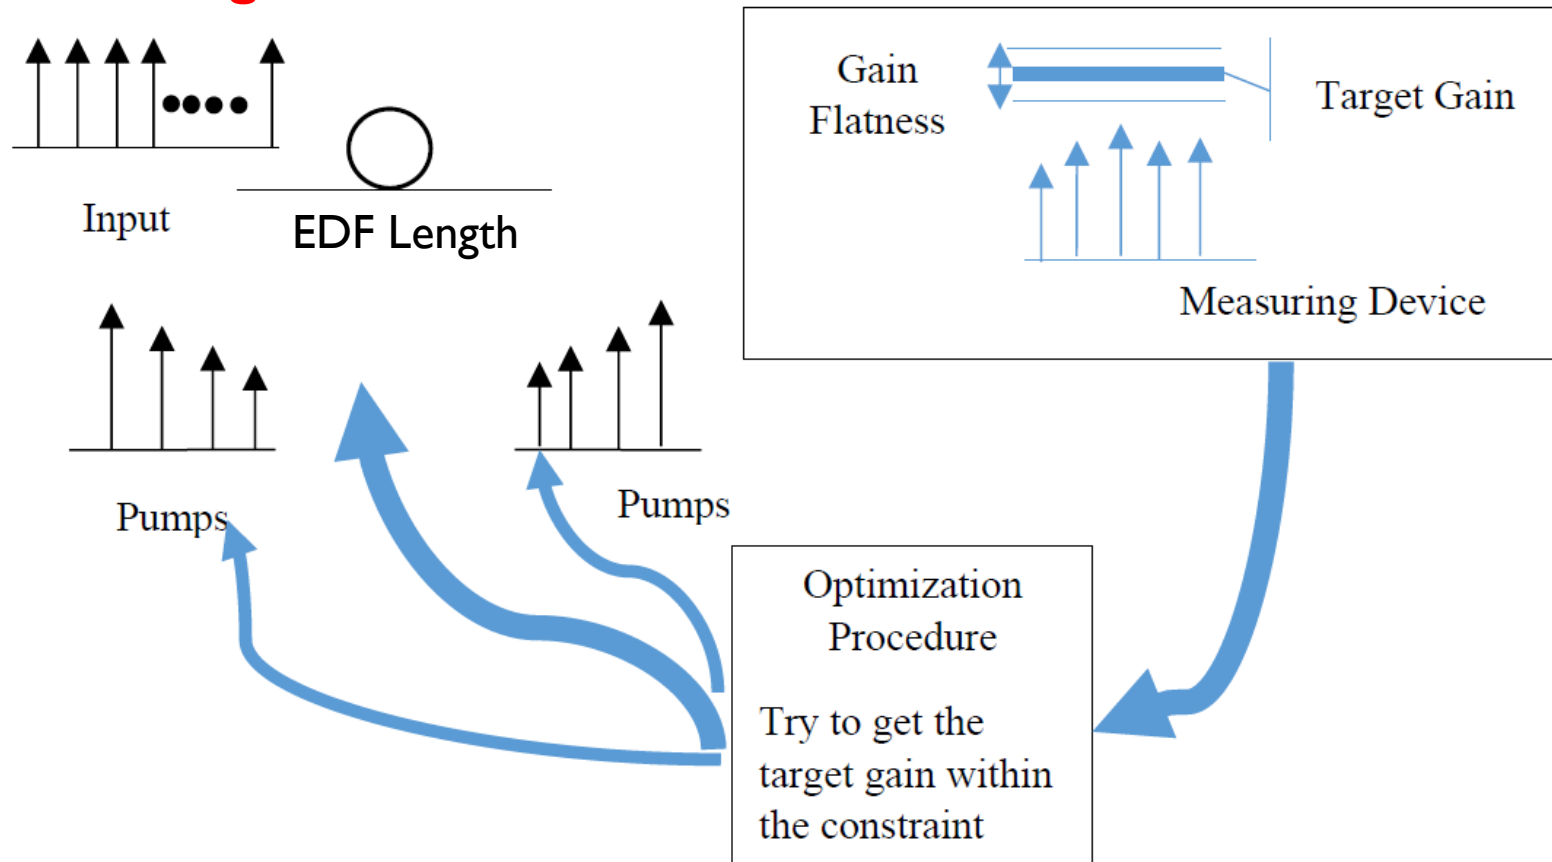 Input
EDF Length
Gain
Flatness
Target Gain
Measuring Device
Pumps
Pumps
Optimization
Procedure
Try to get the
target gain within
the constraint